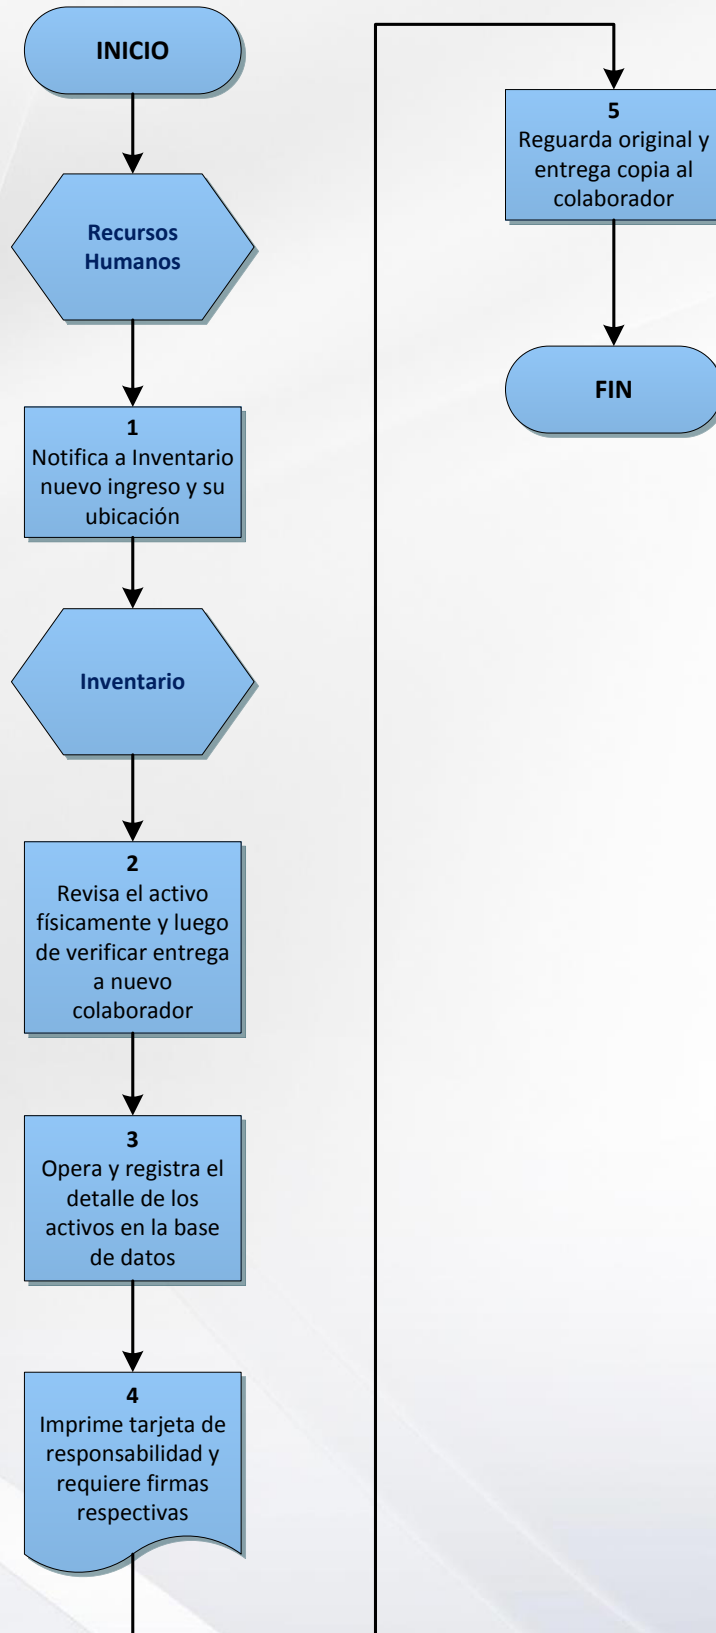 INICIO
Recursos
Humanos
1
Notifica a Inventario
nuevo ingreso y su
ubicación
Inventario
2
Revisa el activo
físicamente y luego
de verificar entrega
a nuevo
colaborador
3
Opera y registra el
detalle de los
activos en la base
de datos
4
Imprime tarjeta de
responsabilidad y
requiere firmas
respectivas
5
Reguarda original y
entrega copia al
colaborador
FIN